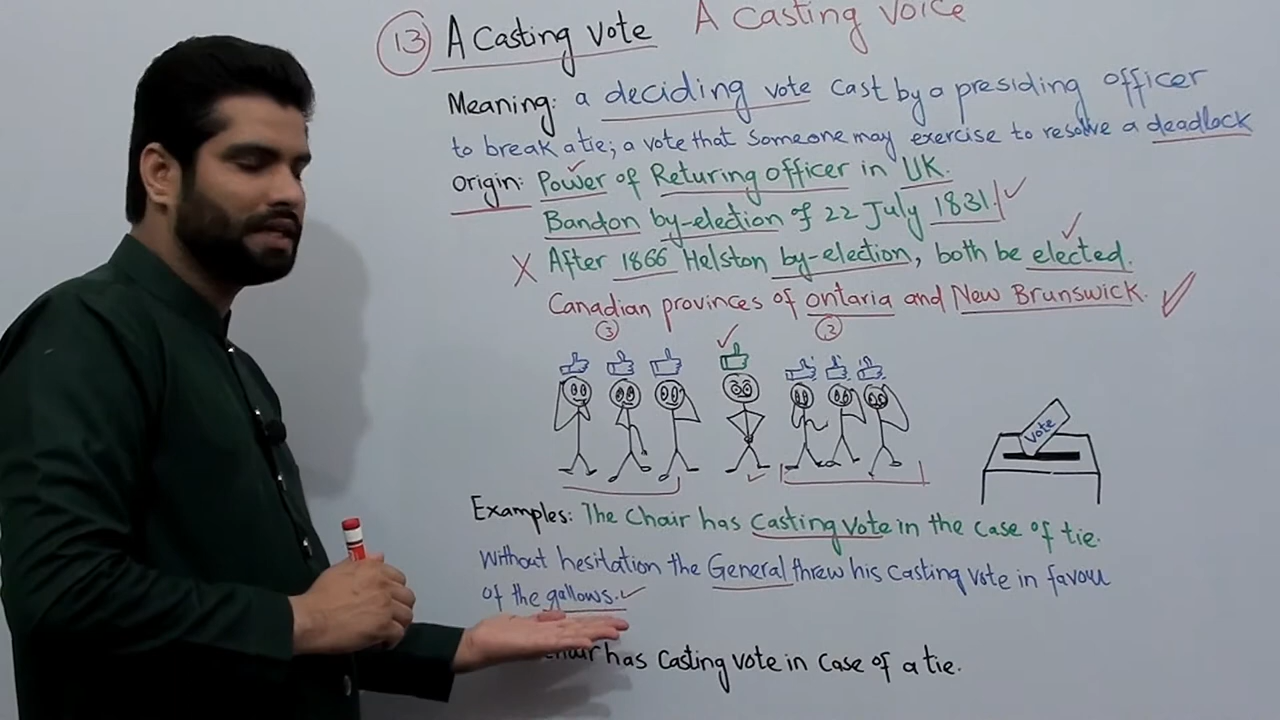 13 A Casting Vote A Casting Voice
Meaning: a deciding vote cast by a presiding officer
to break a tie; a vote that someone may exercise to resolve a deadlock
Origin: Power of Returing officer in UK.
Bandon by-election of 22 July 1831.
X After 1866 Helston by-election, both be elected.
Canadian provinces of ontaria and New Brunswick.
3 3
Vote
Examples: The Chair has casting vote in the case of tie.
Without hesitation the General threw his casting vote in favou
of the gallows.
has casting vote in case of a tie.